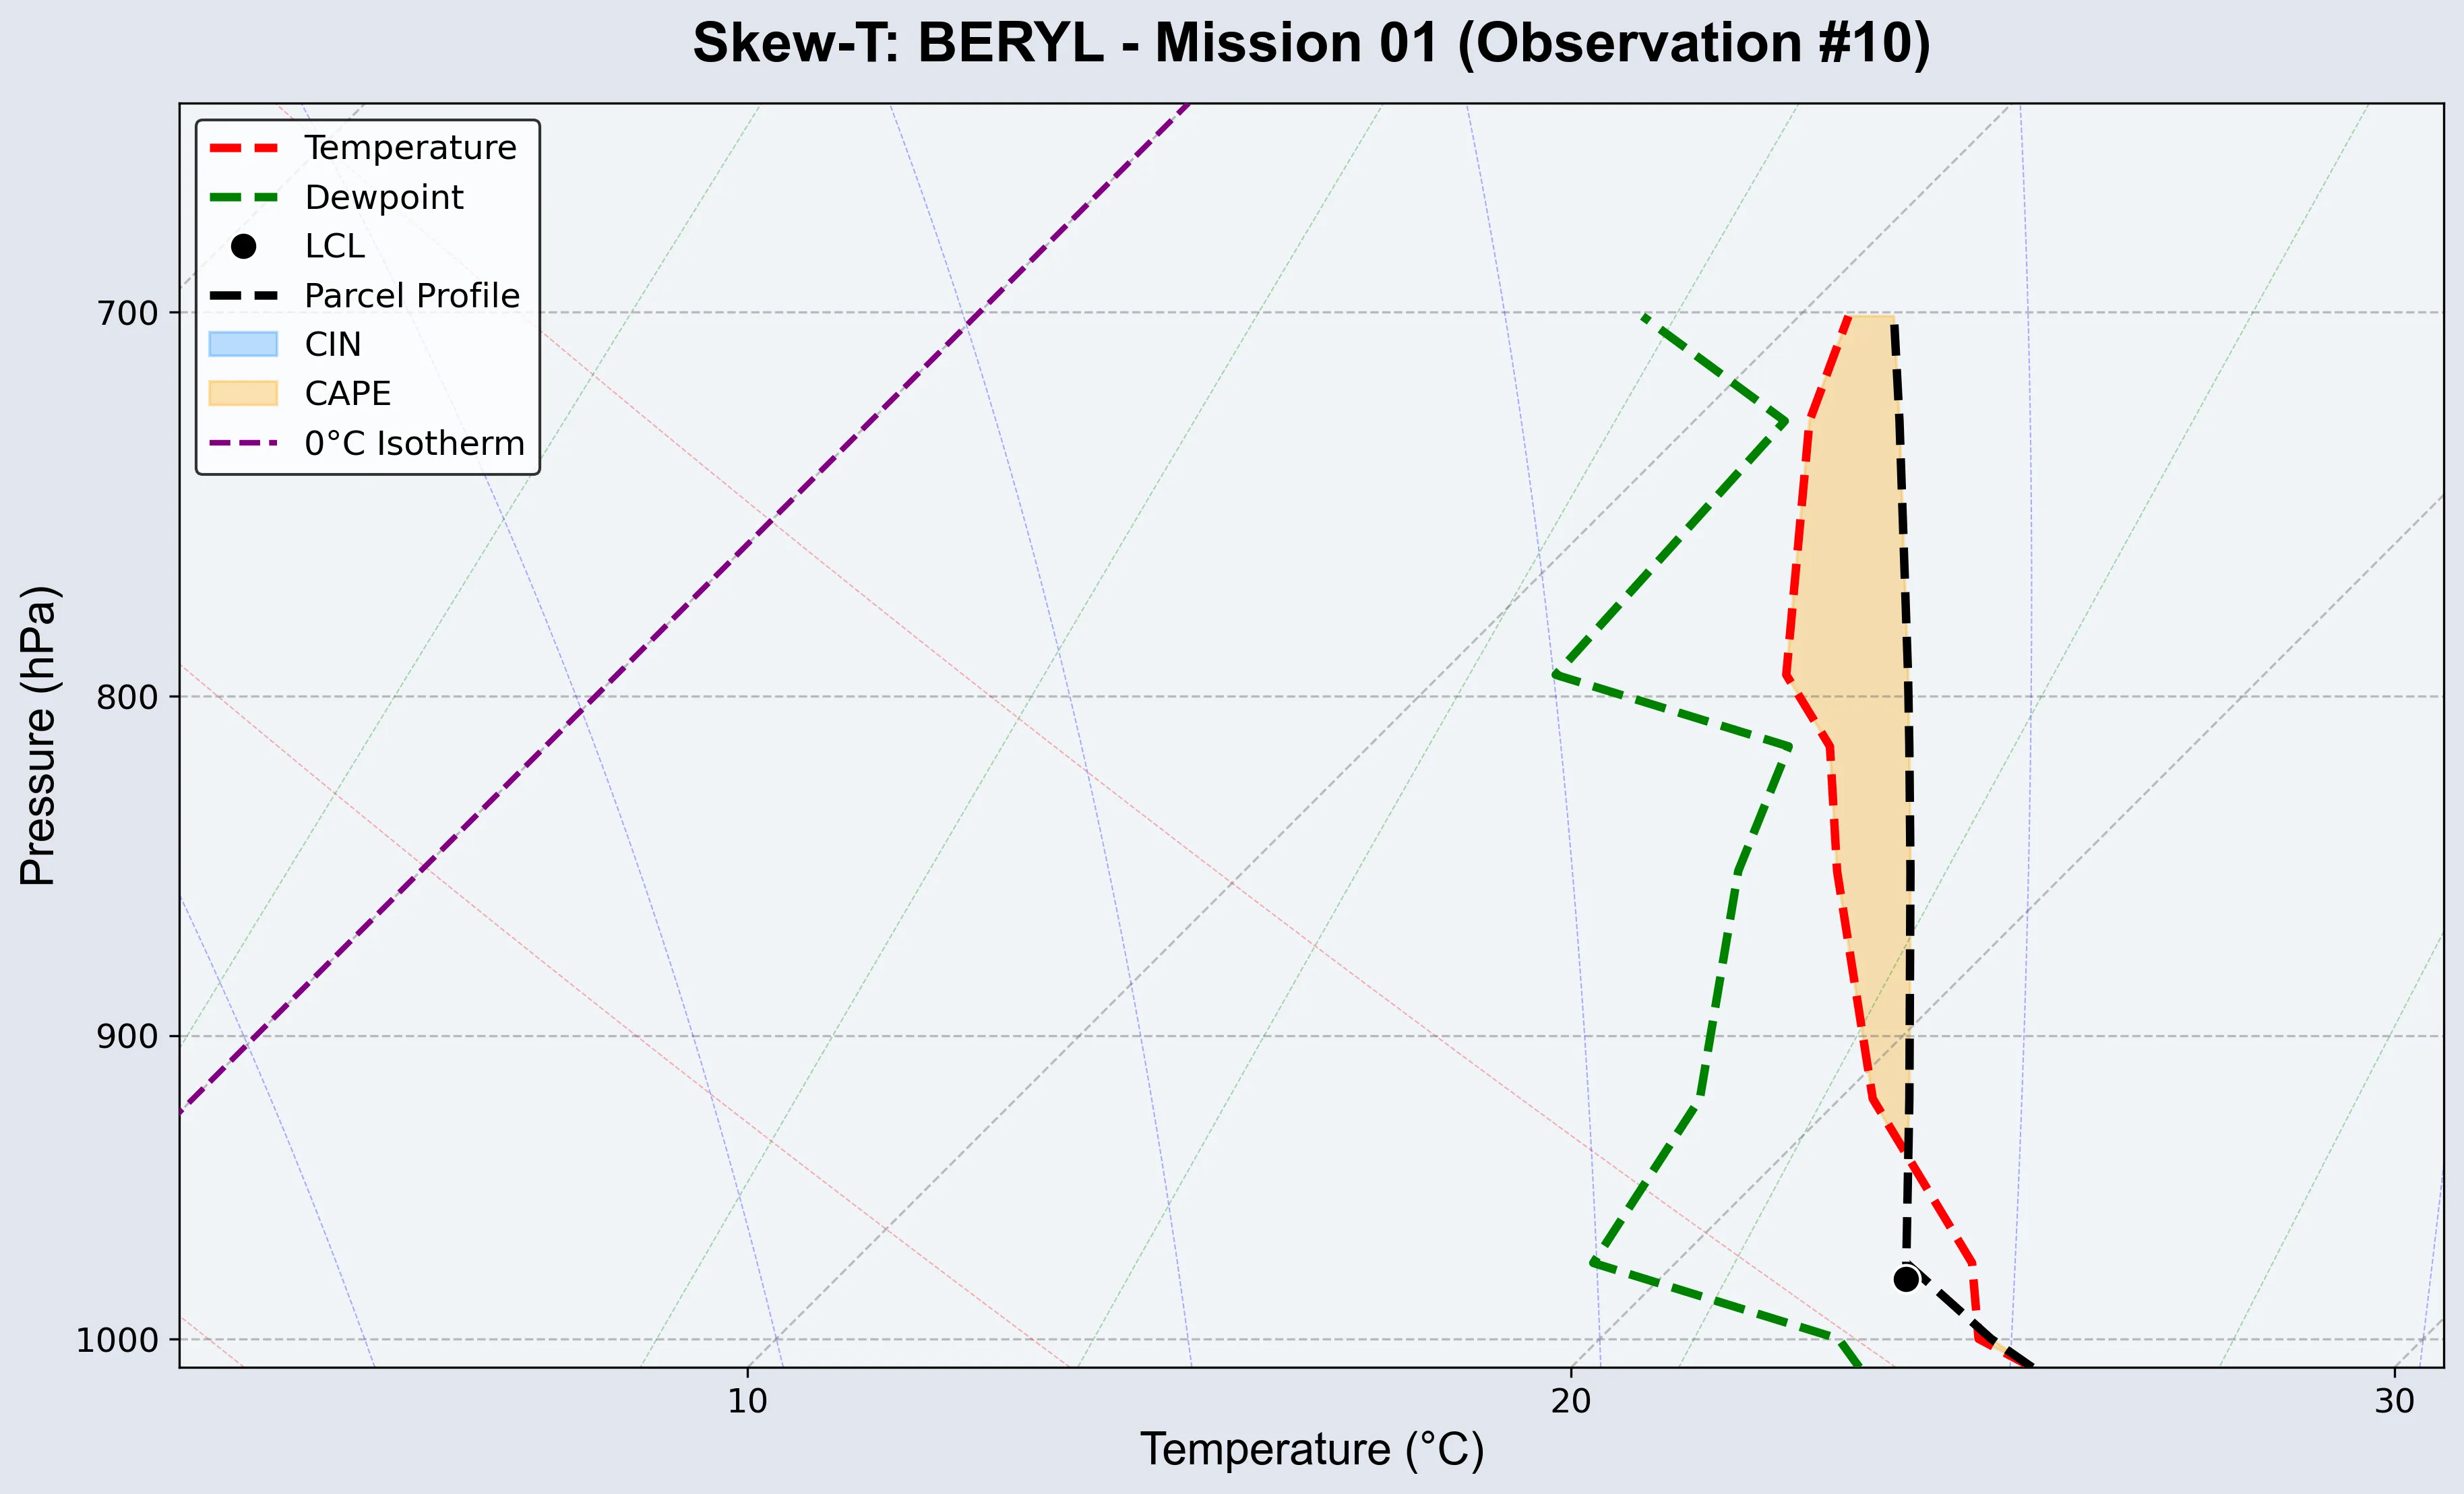 Skew-T: BERYL - Mission 01 (Observation #10)
Temperature
Dewpoint
LCL
Parcel Profile
CIN
CAPE
0°C Isotherm
Pressure (hPa)
700
800
900
1000
10
20
30
Temperature (°C)